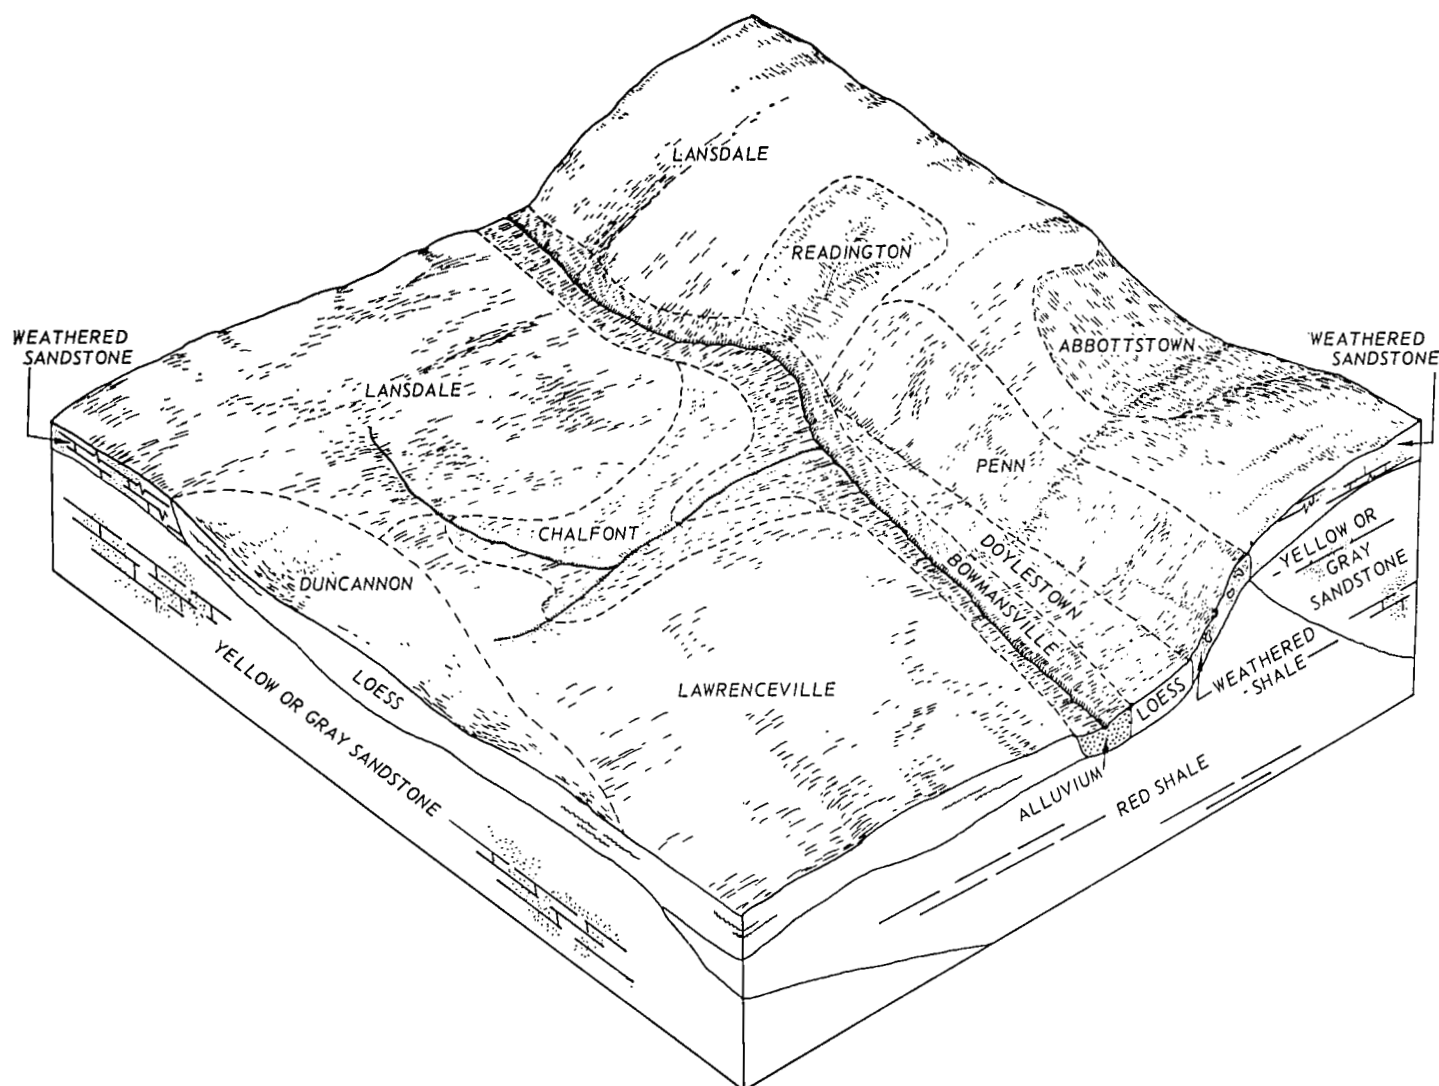 LANSDALE
READINGTON
WEATHERED
SANDSTONE
ABBOTTSTOWN
WEATHERED
SANDSTONE
LANSDALE
PENN
CHALFONT
DOYLESTOWN
BOWMANSVILLE
YELLOW OR
GRAY
SANDSTONE
DUNCANNON
LAWRENCEVILLE
WEATHERED
SHALE
LOESS
LOESS
YELLOW OR GRAY SANDSTONE
ALLUVIUM
RED SHALE